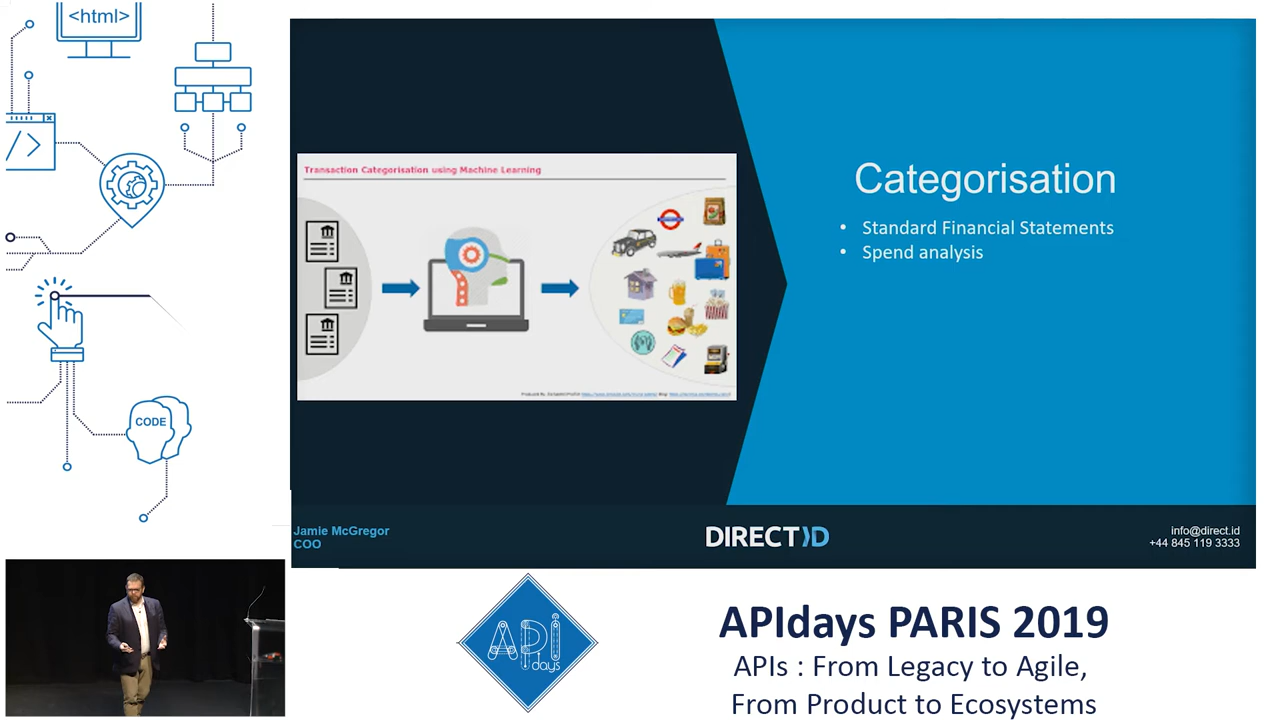 <html>
CODE
Transaction Categorisation using Machine Learning
Categorisation
• Standard Financial Statements
• Spend analysis
Jamie McGregor
COO
DIRECT ID
info@direct.id
+44 845 119 3333
API
days
APIdays PARIS 2019
APIs : From Legacy to Agile,
From Product to Ecosystems